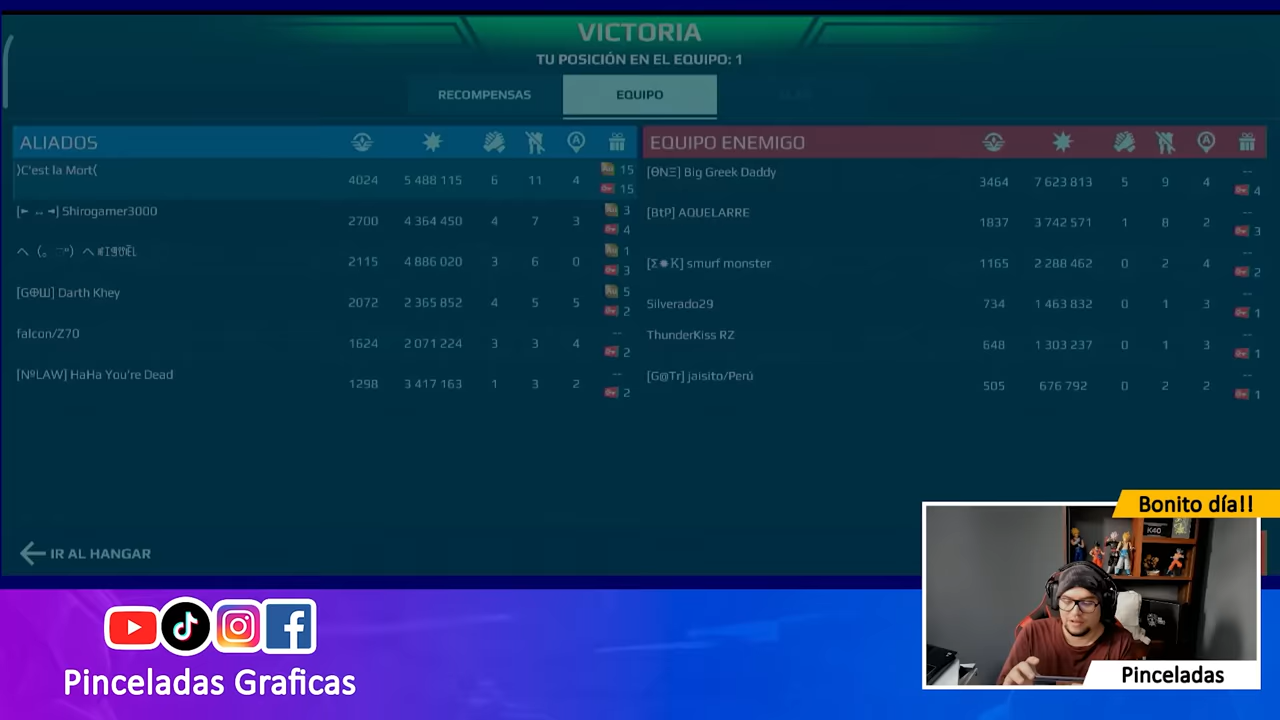 VICTORIA
TU POSICIÓN EN EL EQUIPO: 1
RECOMPENSAS EQUIPO
ALIADOS
)C'est la Mort( 4024 5 488 115 6 11 4 15 15
Shirogamer3000 2700 4 364 450 4 7 3 3 4
2115 4 886 020 3 6 0 1 3
[G⊕Ш] Darth Khey 2072 2 365 852 4 5 5 5 2
falcon/Z70 1624 2 071 224 3 3 4 -- 2
[NºLAW] HaHa You're Dead 1298 3 417 163 1 3 2 -- 2
EQUIPO ENEMIGO
[ΘNΞ] Big Greek Daddy 3464 7 623 813 5 9 4 -- 4
[BtP] AQUELARRE 1837 3 742 571 1 8 2 -- 3
[Σ✹K] smurf monster 1165 2 288 462 0 2 4 -- 2
Silverado29 734 1 463 832 0 1 3 -- 1
ThunderKiss RZ 648 1 303 237 0 1 3 -- 1
[G@Tr] jaisito/Perú 505 676 792 0 2 2 -- 1
IR AL HANGAR
Bonito día!!
K40
Pinceladas
Pinceladas Graficas